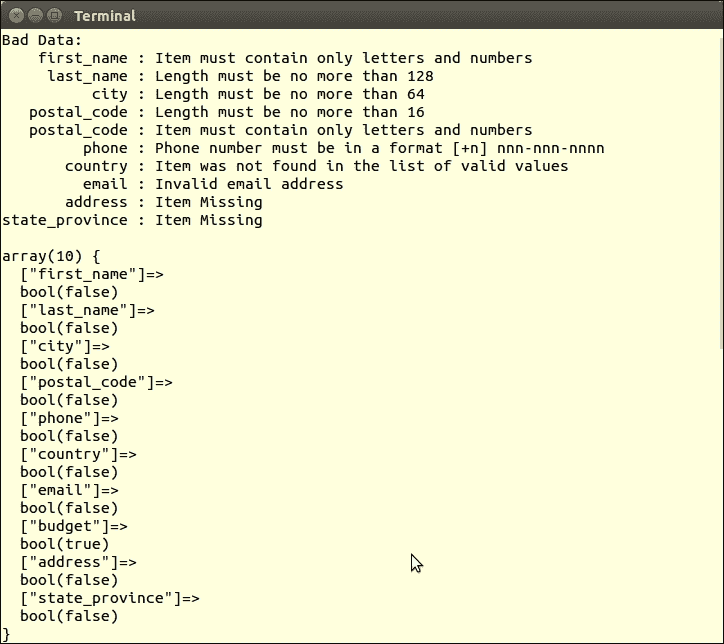 Terminal
Bad Data:
    first_name : Item must contain only letters and numbers
     last_name : Length must be no more than 128
          city : Length must be no more than 64
   postal_code : Length must be no more than 16
   postal_code : Item must contain only letters and numbers
         phone : Phone number must be in a format [+n] nnn-nnn-nnnn
       country : Item was not found in the list of valid values
         email : Invalid email address
       address : Item Missing
state_province : Item Missing

array(10) {
  ["first_name"]=>
  bool(false)
  ["last_name"]=>
  bool(false)
  ["city"]=>
  bool(false)
  ["postal_code"]=>
  bool(false)
  ["phone"]=>
  bool(false)
  ["country"]=>
  bool(false)
  ["email"]=>
  bool(false)
  ["budget"]=>
  bool(true)
  ["address"]=>
  bool(false)
  ["state_province"]=>
  bool(false)
}